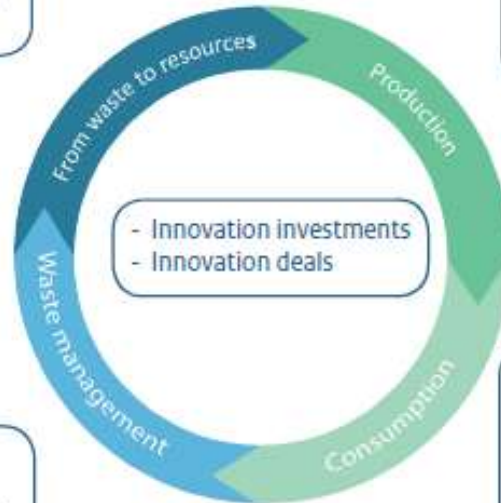 From waste to resources
Production
- Innovation investments
- Innovation deals
Waste management
Consumption